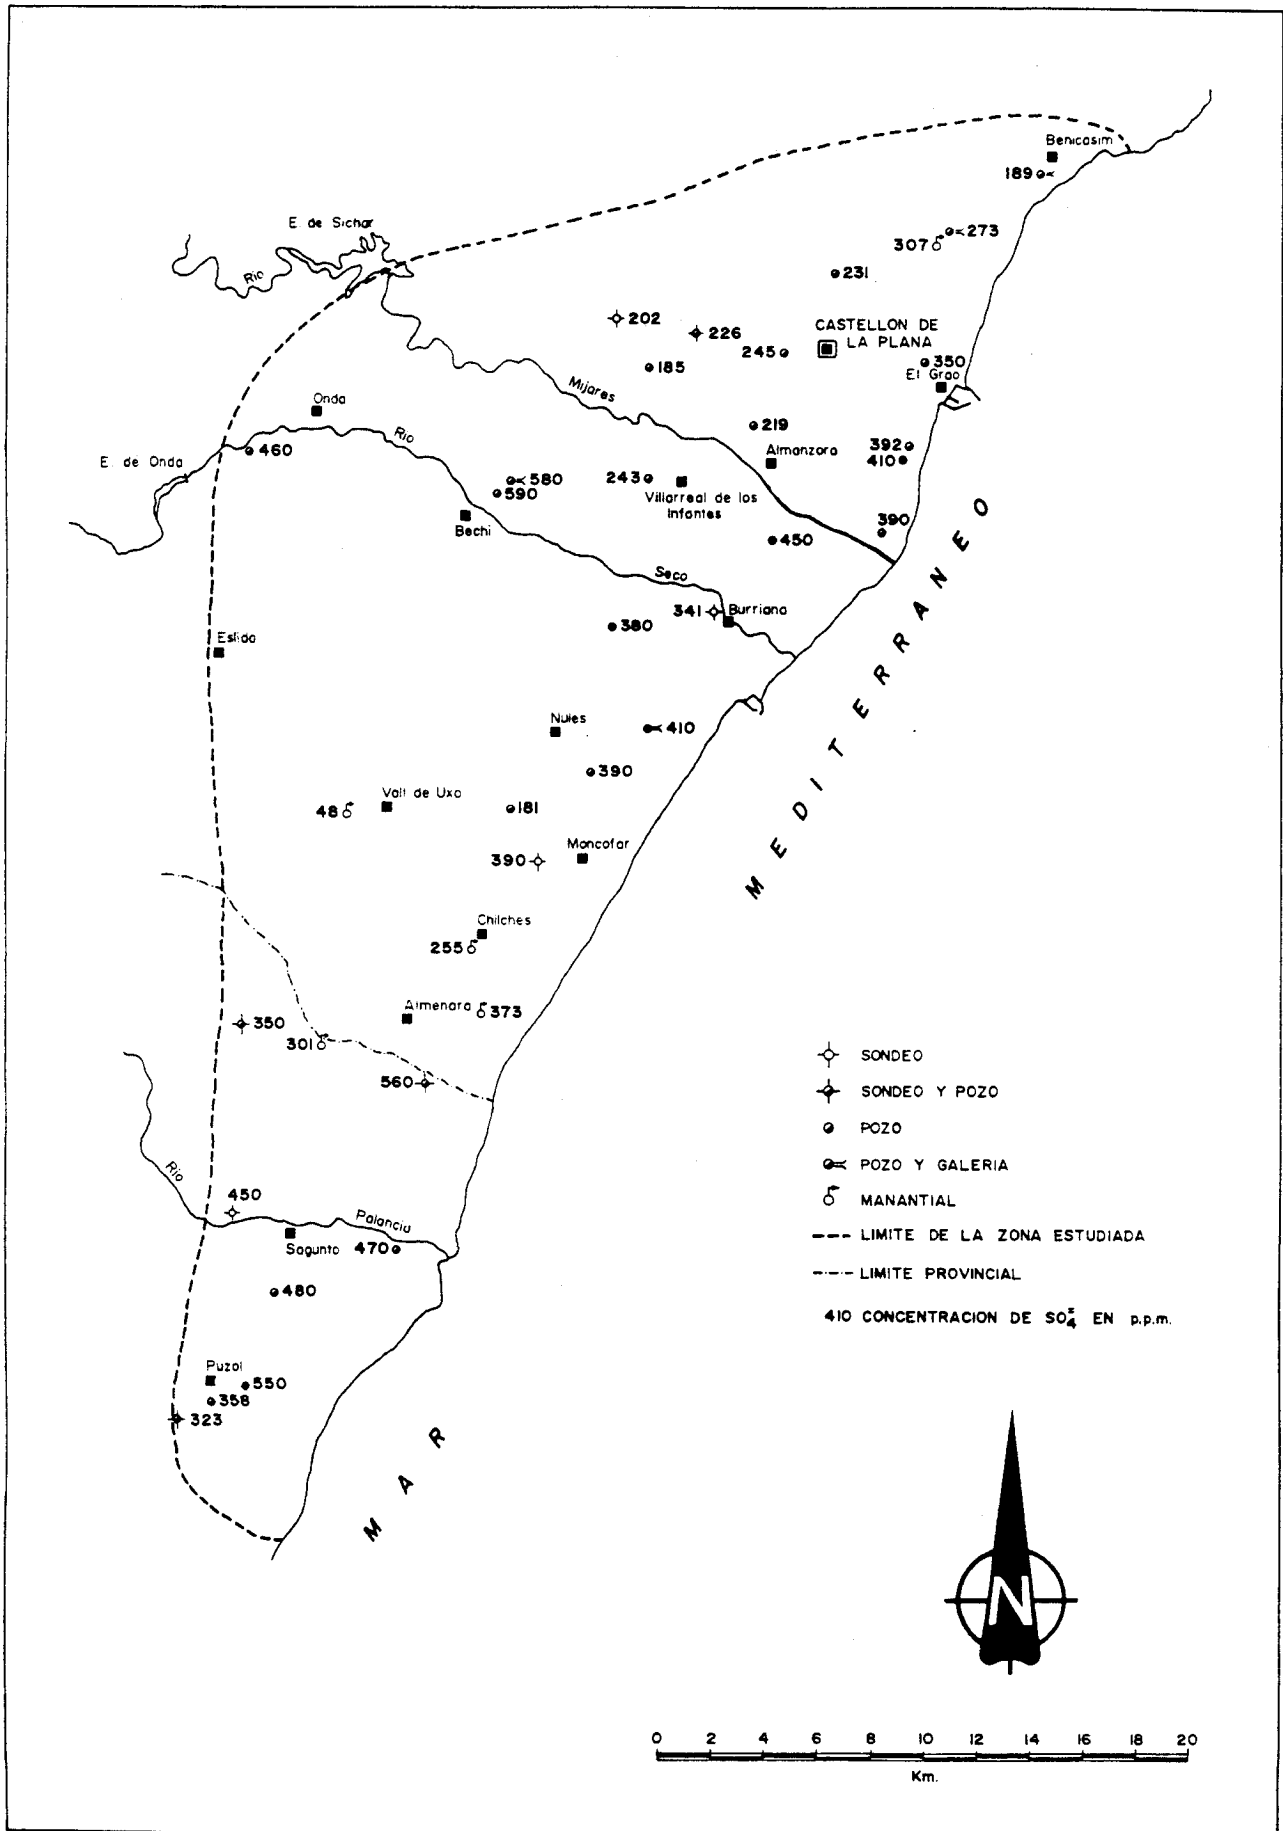 Benicasim
189
E. de Sichar
273
307
Rio
231
202
226
CASTELLON DE
LA PLANA
245
185
350
El Grao
Mijares
Onda
219
Rio
392
Almanzora
410
460
E. de Onda
580
243
590
Villarreal de los
Infantes
Bechi
390
450
Seco
341
Burriana
380
Eslida
MEDITERRANEO
Nules
410
390
Vall de Uxo
48
181
Moncofar
390
Chilches
255
Almenara
373
350
301
560
SONDEO
SONDEO Y POZO
POZO
POZO Y GALERIA
MANANTIAL
LIMITE DE LA ZONA ESTUDIADA
LIMITE PROVINCIAL
410 CONCENTRACION DE SO₄⁼ EN p.p.m.
Rio
450
Palancia
Sagunto
470
480
Puzol
550
358
323
MAR
N
0 2 4 6 8 10 12 14 16 18 20
Km.